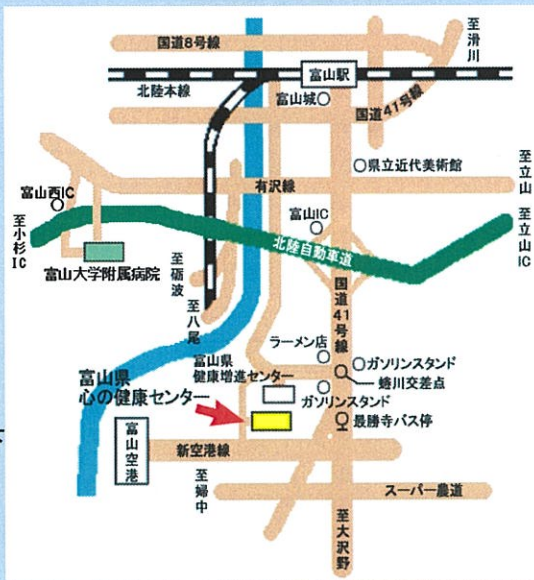 国道8号線
至滑川
富山駅
北陸本線
富山城
国道41号線
県立近代美術館
至立山
有沢線
富山西IC
至小杉IC
富山IC
北陸自動車道
至立山IC
富山大学附属病院
至砺波
至八尾
国道41号線
ラーメン店
ガソリンスタンド
富山県
健康増進センター
蜷川交差点
富山県
心の健康センター
ガソリンスタンド
最勝寺バス停
富山空港
新空港線
至婦中
スーパー農道
至大沢野